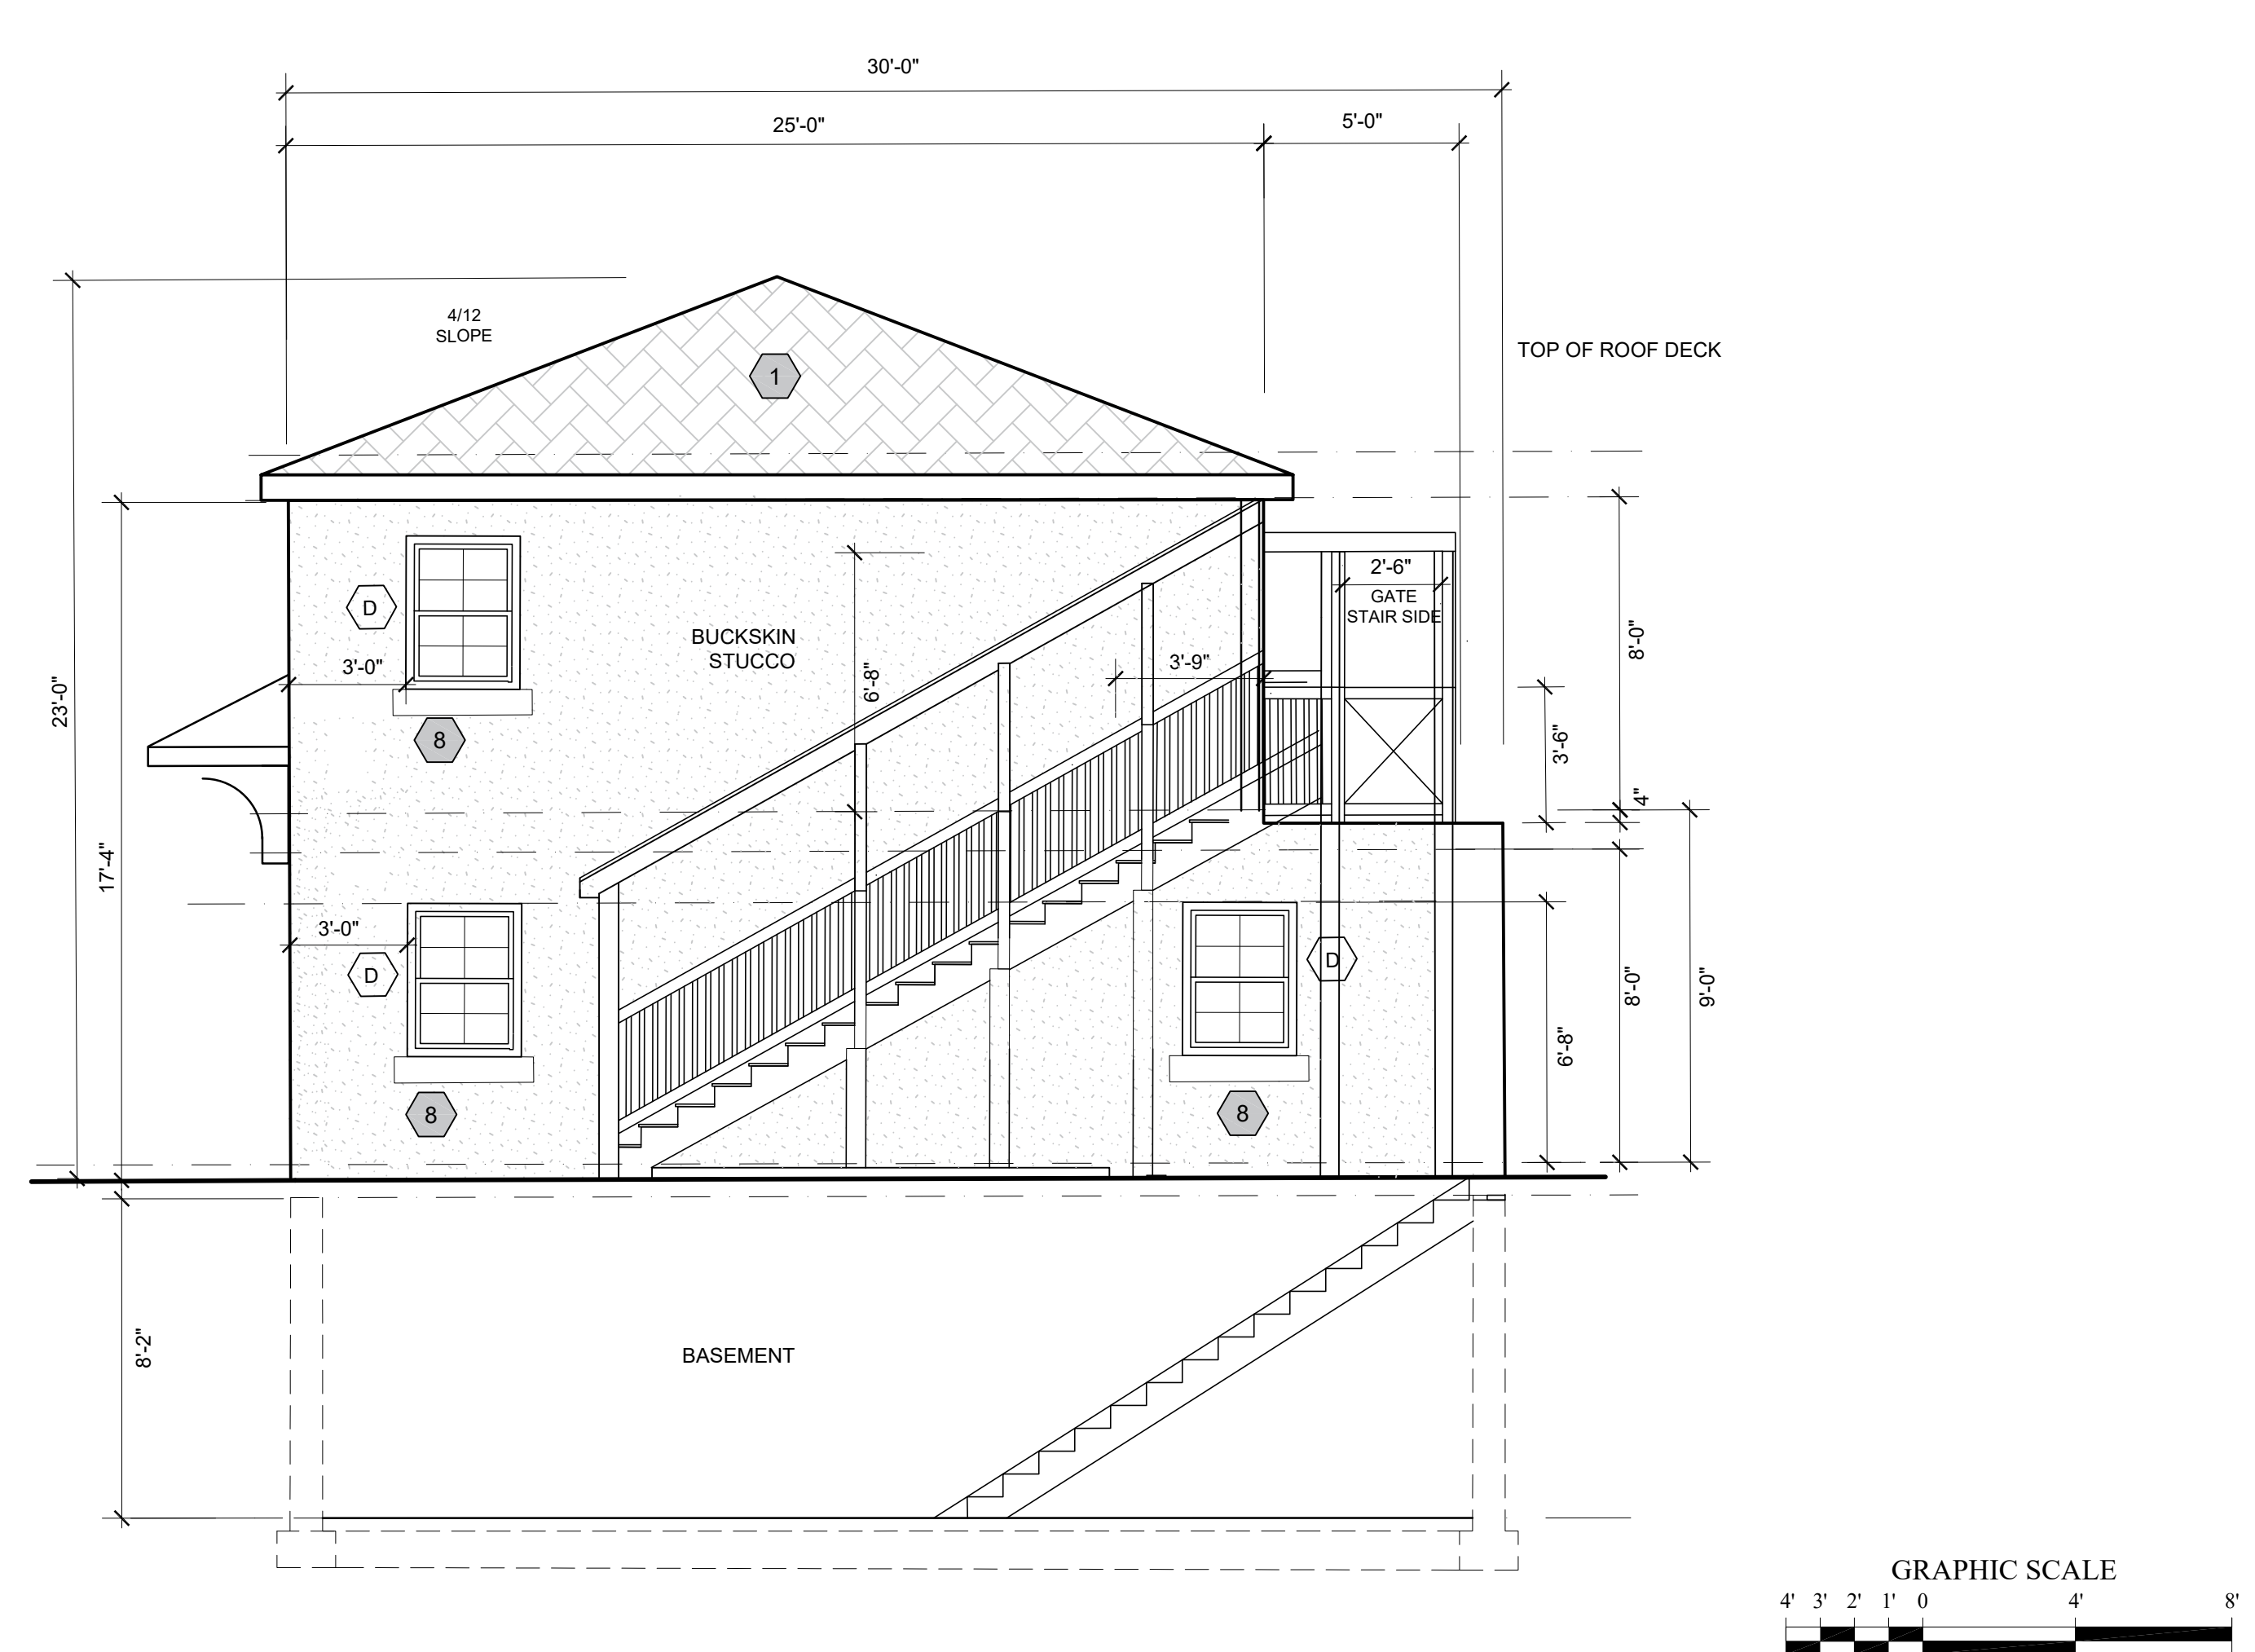 30'-0"
25'-0"
5'-0"
4/12
SLOPE
1
TOP OF ROOF DECK
2'-6"
GATE
STAIR SIDE
D
BUCKSKIN
STUCCO
3'-0"
6'-8"
3'-9"
8'-0"
23'-0"
8
3'-6"
4"
17'-4"
3'-0"
D
D
8'-0"
9'-0"
6'-8"
8
8
8'-2"
BASEMENT
GRAPHIC SCALE
4' 3' 2' 1' 0 4' 8'